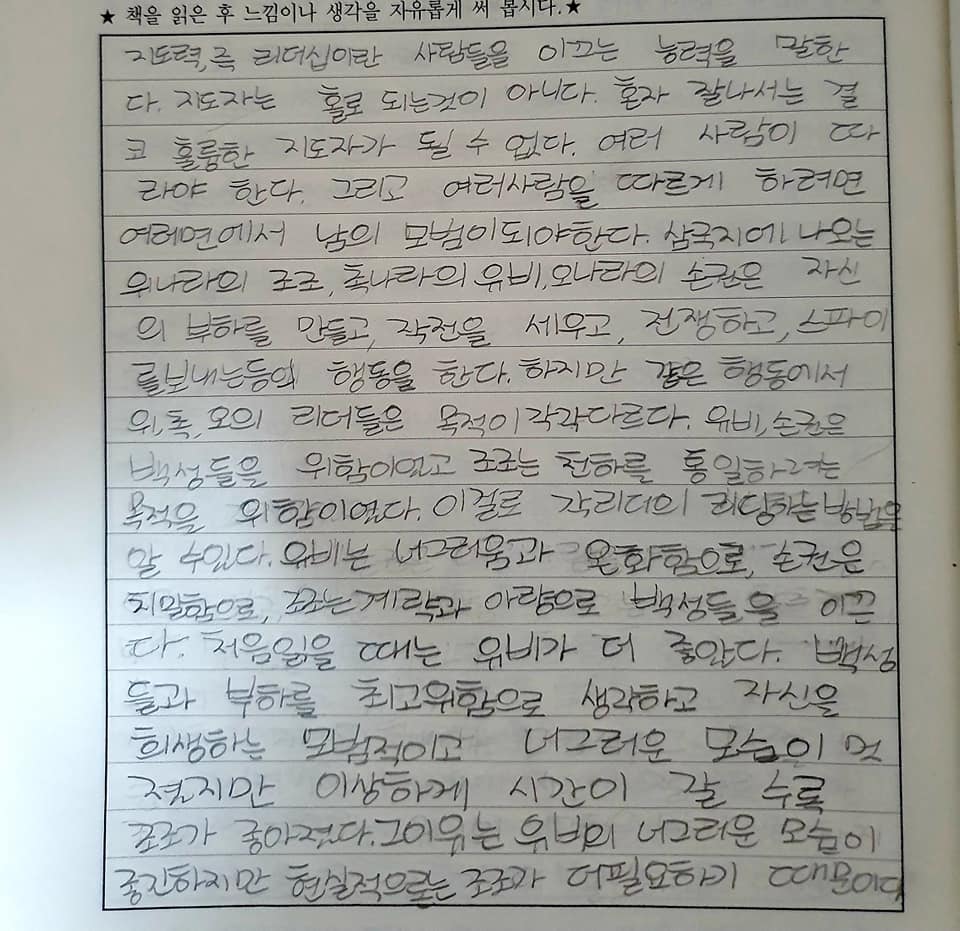 ★ 책을 읽은 후 느낌이나 생각을 자유롭게 써 봅시다.★
지도력,즉 리더십이란 사람들을 이끄는 능력을 말한
다. 지도자는 홀로 되는것이 아니다. 혼자 잘나서는 결
코 훌륭한 지도자가 될 수 없다. 여러 사람이 따
라야 한다. 그리고 여러사람을 따르게 하려면
여러면에서 남의 모범이되야한다. 삼국지에 나오는
위나라의 조조, 촉나라의 유비,오나라의 손권은 자신
의 부하를 만들고, 작전을 세우고, 전쟁하고, 스파이
를보내는등의 행동을 한다. 하지만 같은 행동에서
위,촉,오의 리더들은 목적이 각각다르다. 유비,손권은
백성들을 위함이였고 조조는 천하를 통일하려는
목적을 위함이였다. 이걸로 각리더의 리딩하는방법을
알 수있다. 유비는 너그러움과 온화함으로, 손권은
치밀함으로, 조조는계략과 아량으로 백성들을 이끈
다. 처음읽을 때는 유비가 더 좋았다. 백성
들과 부하를 최고위함으로 생각하고 자신을
희생하는 모범적이고 너그러운 모습이 멋
졌지만 이상하게 시간이 갈 수록
조조가 좋아졌다.그이유는 유비의 너그러운 모습이
좋긴하지만 현실적으로는 조조가 더필요하기 때문이다.